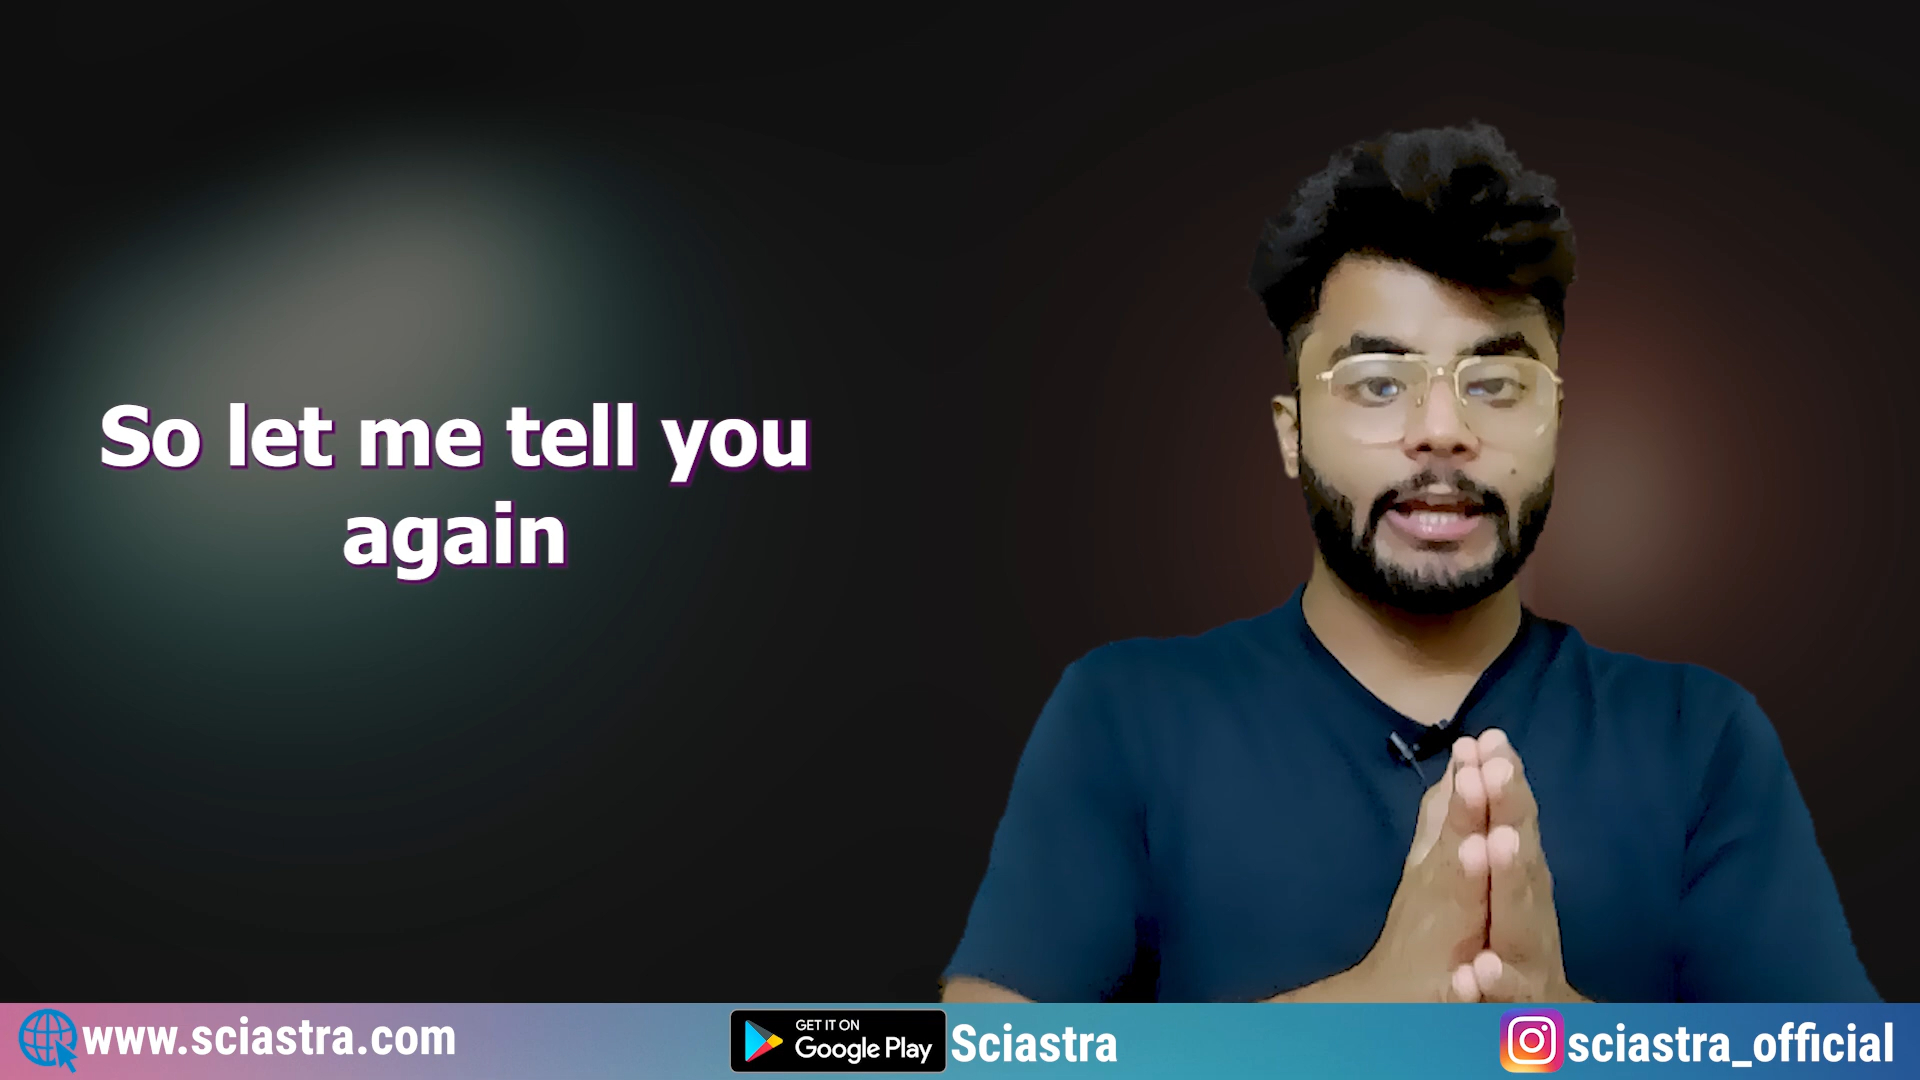 So let me tell you
again
www.sciastra.com
GET IT ON
Google Play
Sciastra
sciastra_official